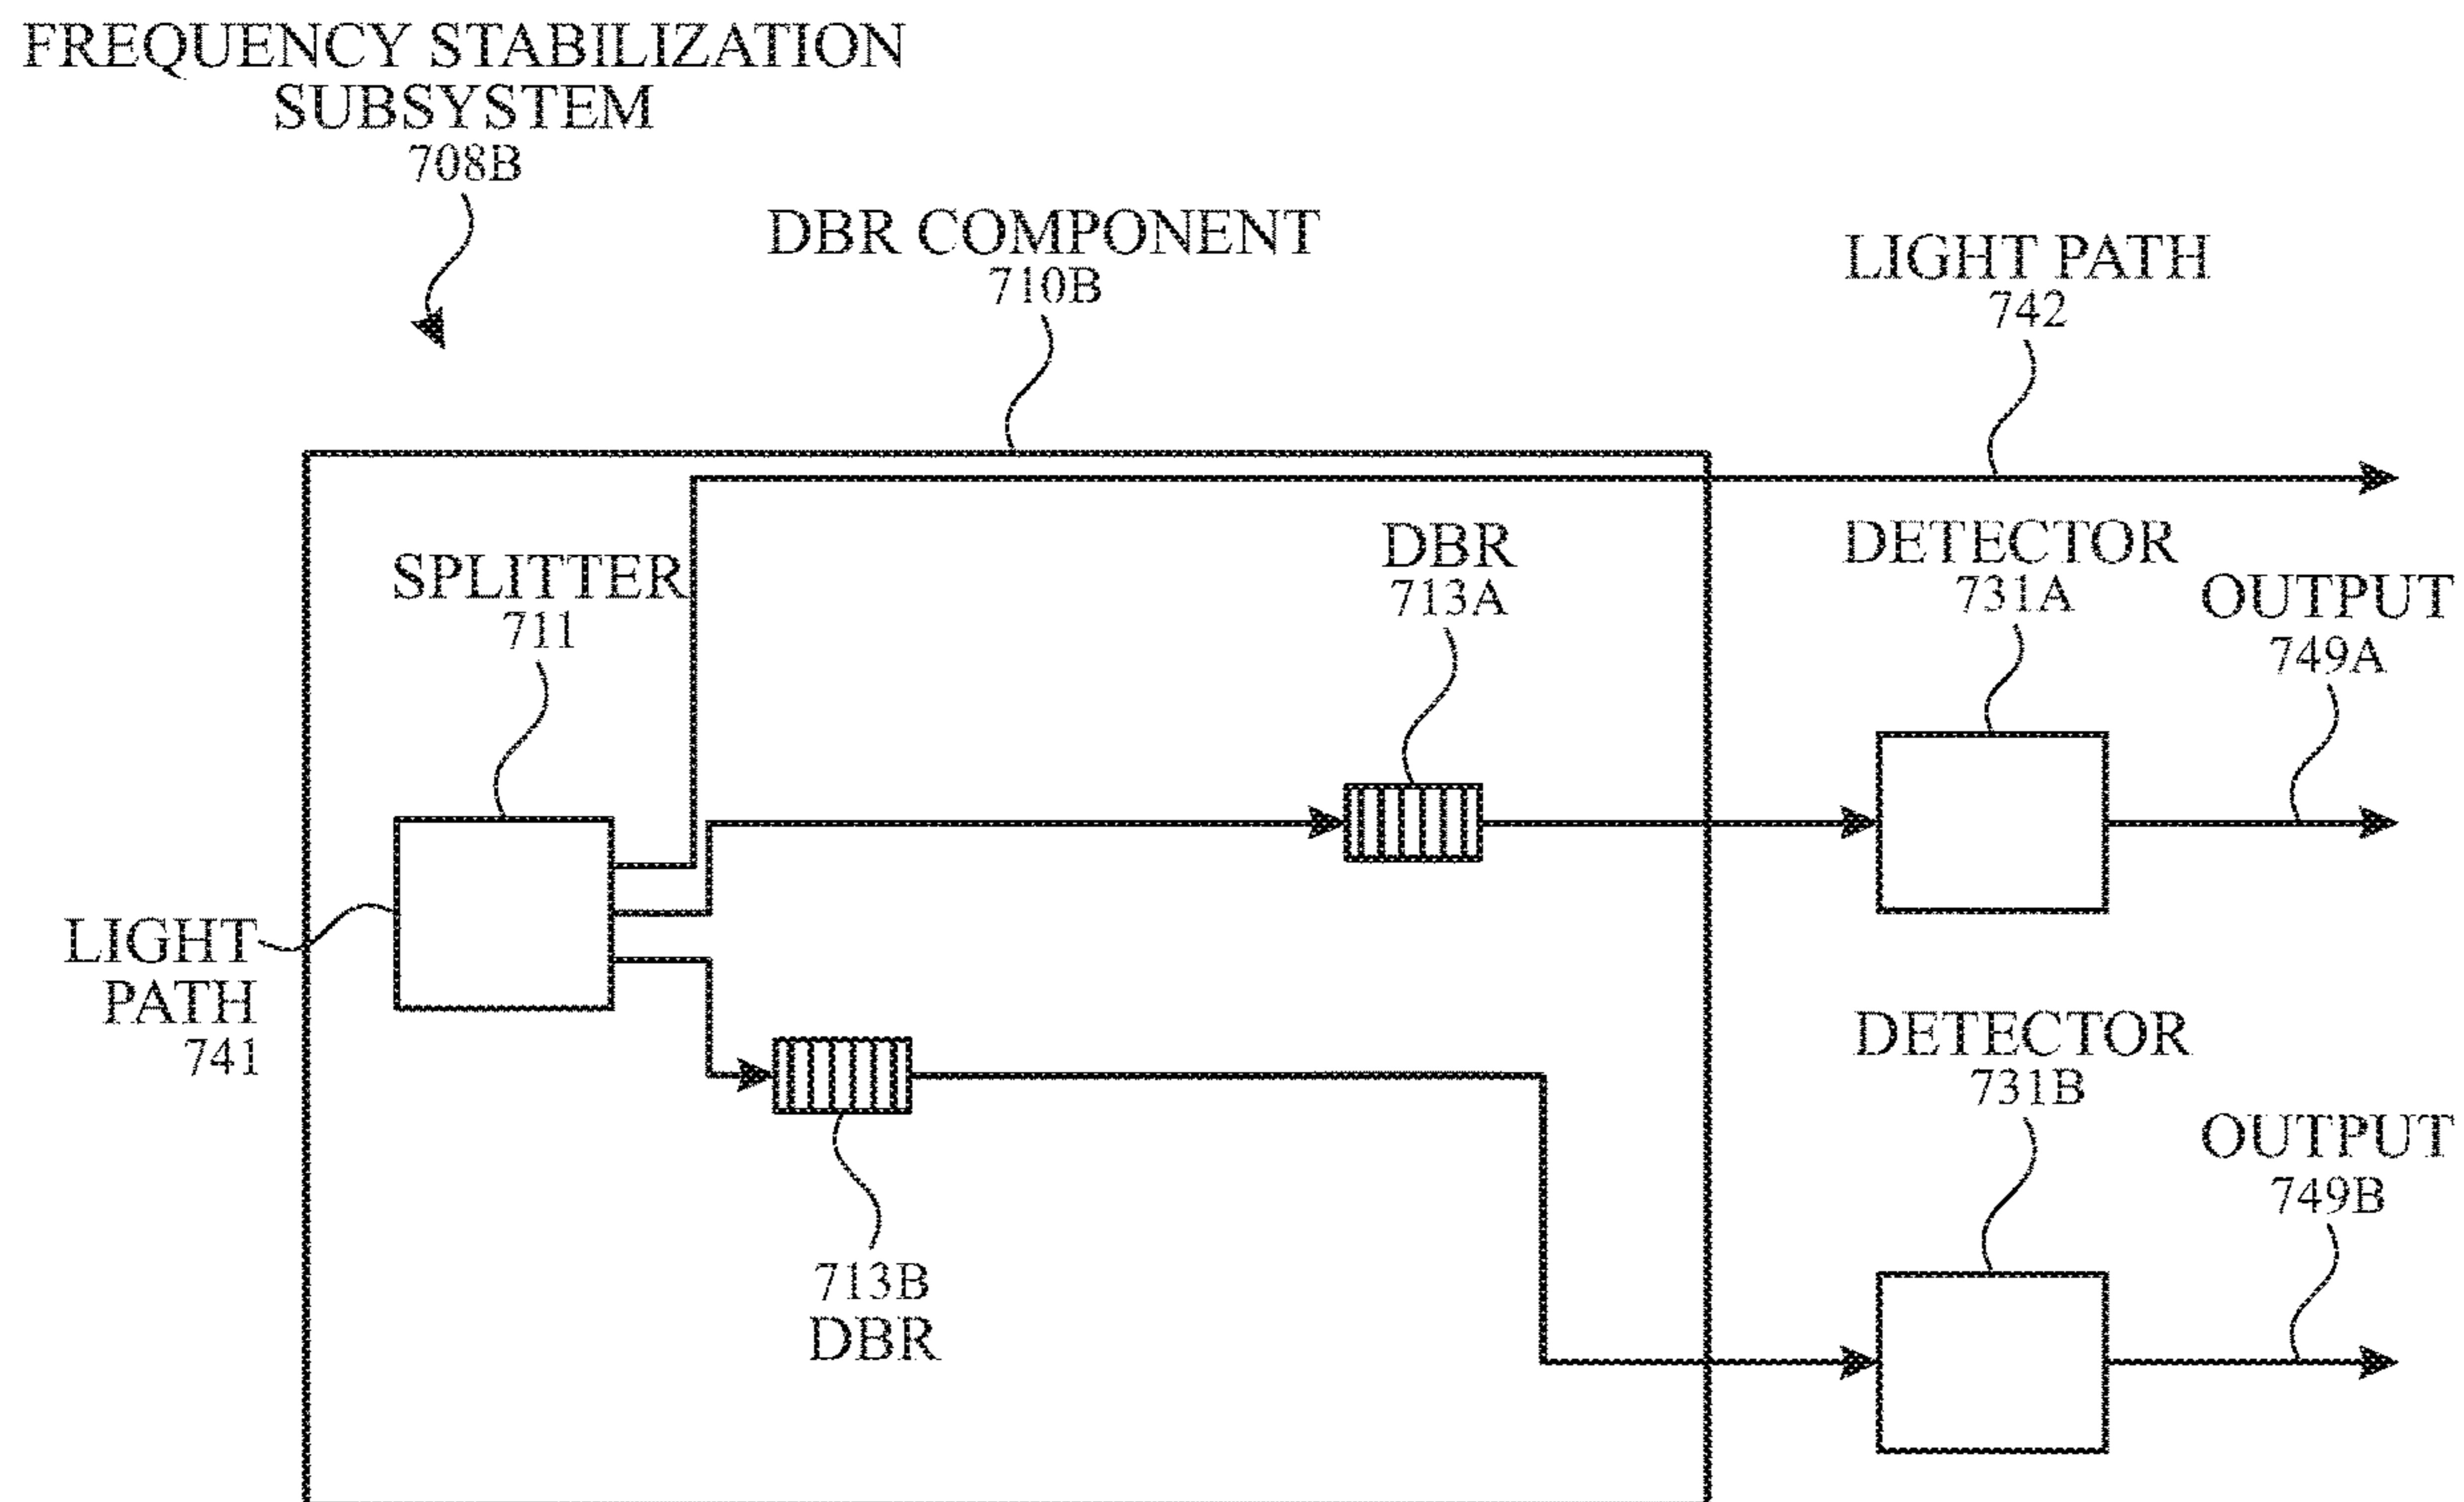 FREQUENCY STABILIZATION
SUBSYSTEM
708B
DBR COMPONENT
710B
LIGHT PATH
742
SPLITTER
711
DBR
713A
DETECTOR
731A
OUTPUT
749A
LIGHT
PATH
741
DETECTOR
731B
OUTPUT
749B
713B
DBR